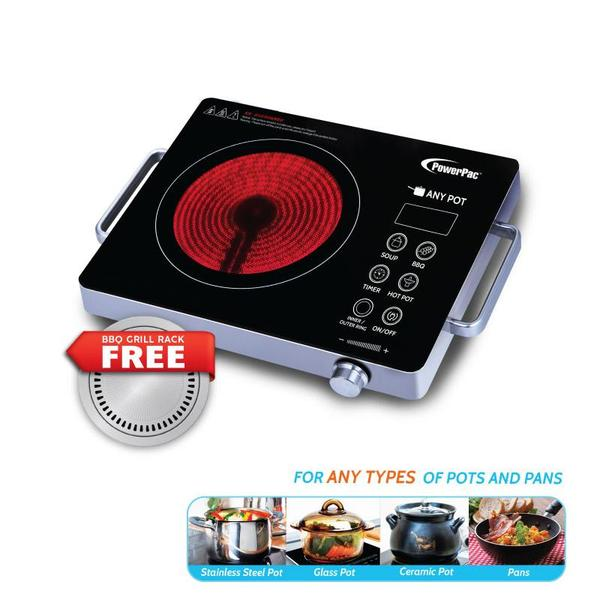 PowerPac
ANY POT
SOUP
BBQ
TIMER
HOT POT
INNER /
OUTER RING
ON/OFF
- +
BBQ GRILL RACK
FREE
FOR ANY TYPES OF POTS AND PANS
Stainless Steel Pot Glass Pot Ceramic Pot Pans